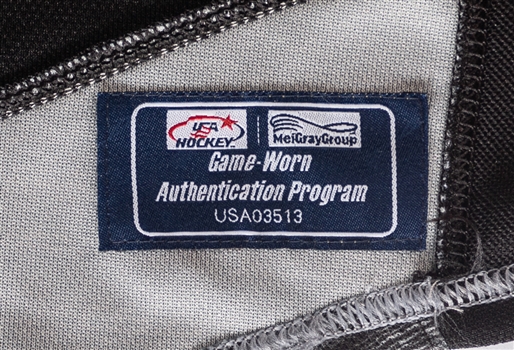 USA
HOCKEY
MeiGrayGroup
Game-Worn
Authentication Program
USA03513